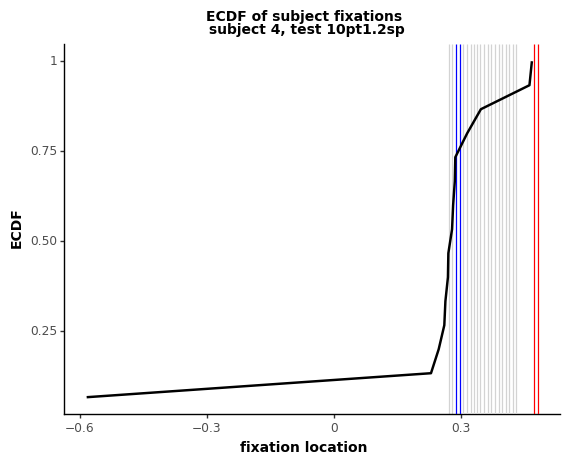 ECDF of subject fixations
subject 4, test 10pt1.2sp
1
0.75
0.50
0.25
ECDF
−0.6
−0.3
0
0.3
fixation location